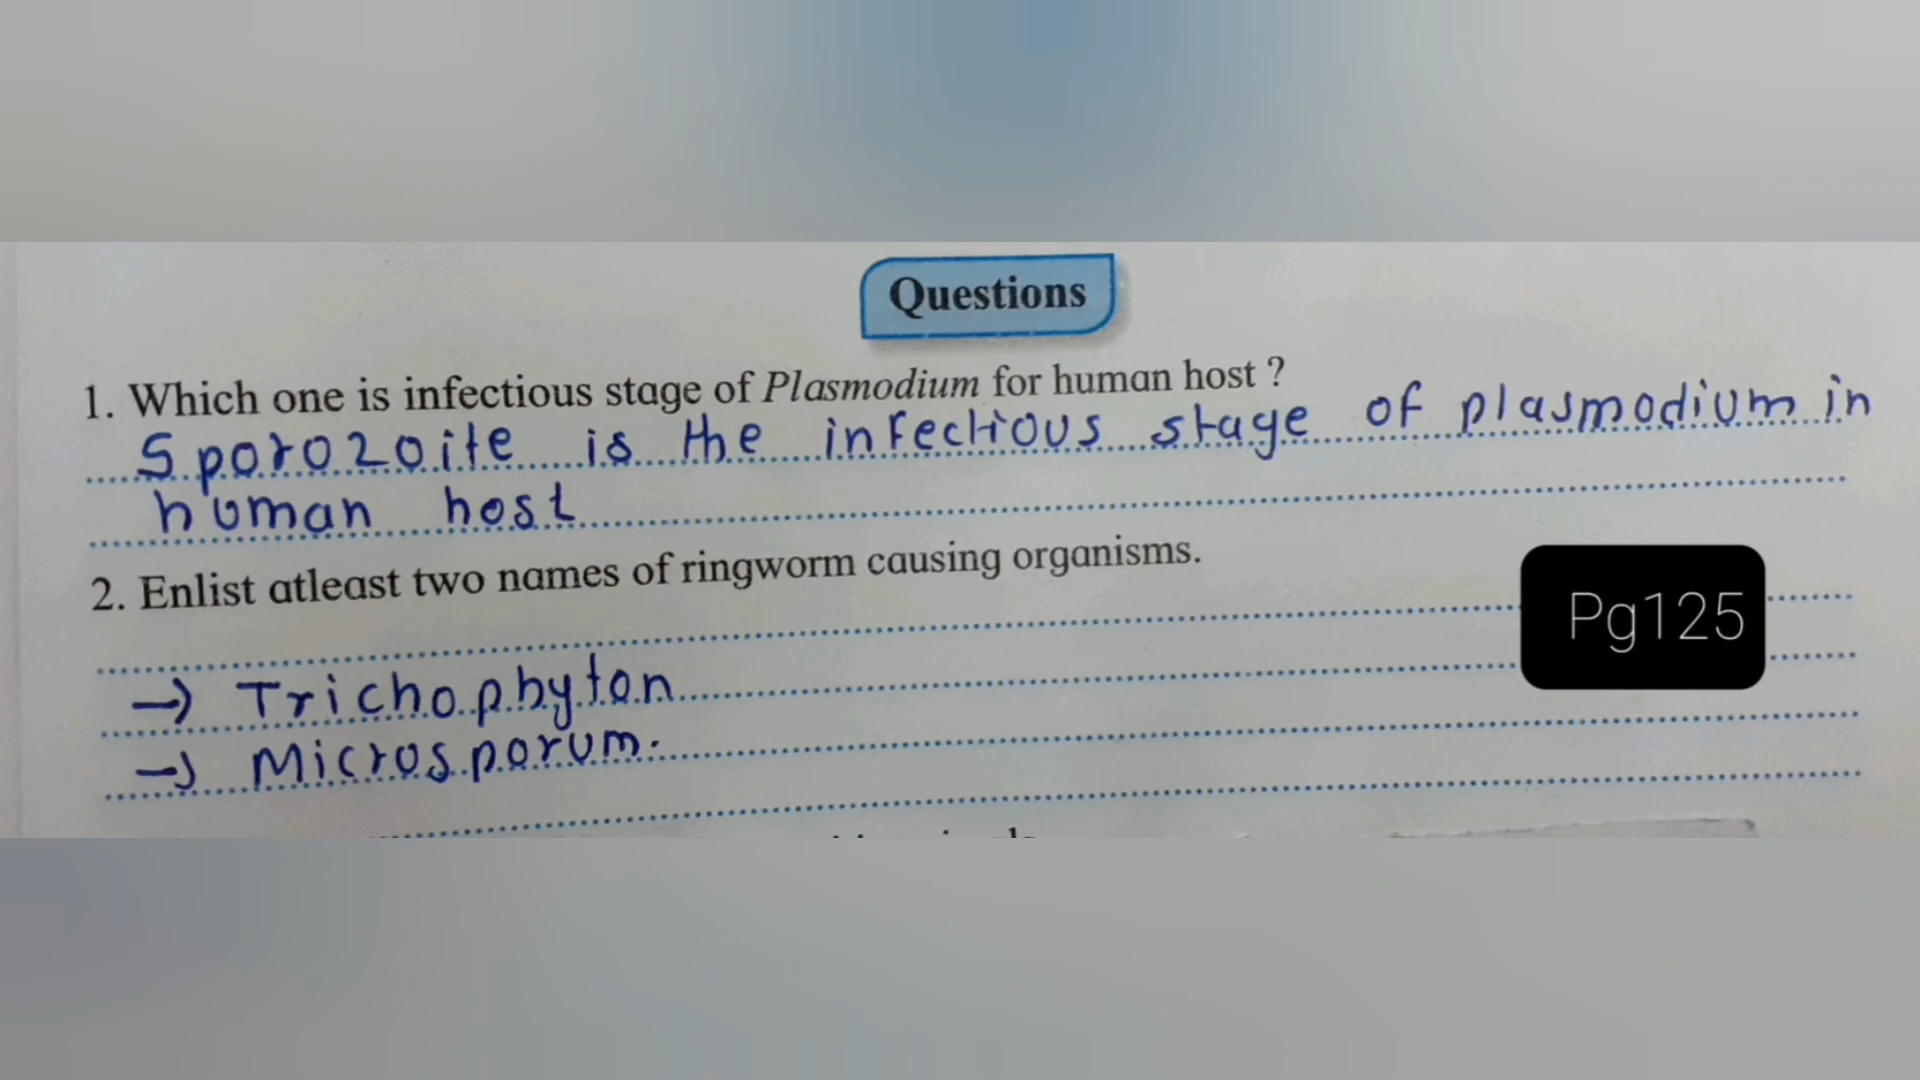 Questions
1. Which one is infectious stage of Plasmodium for human host ?
Sporozoite is the infectious stage of plasmodium in
human host
2. Enlist atleast two names of ringworm causing organisms.
Pg125
→ Trichophyton
→ Microsporum.